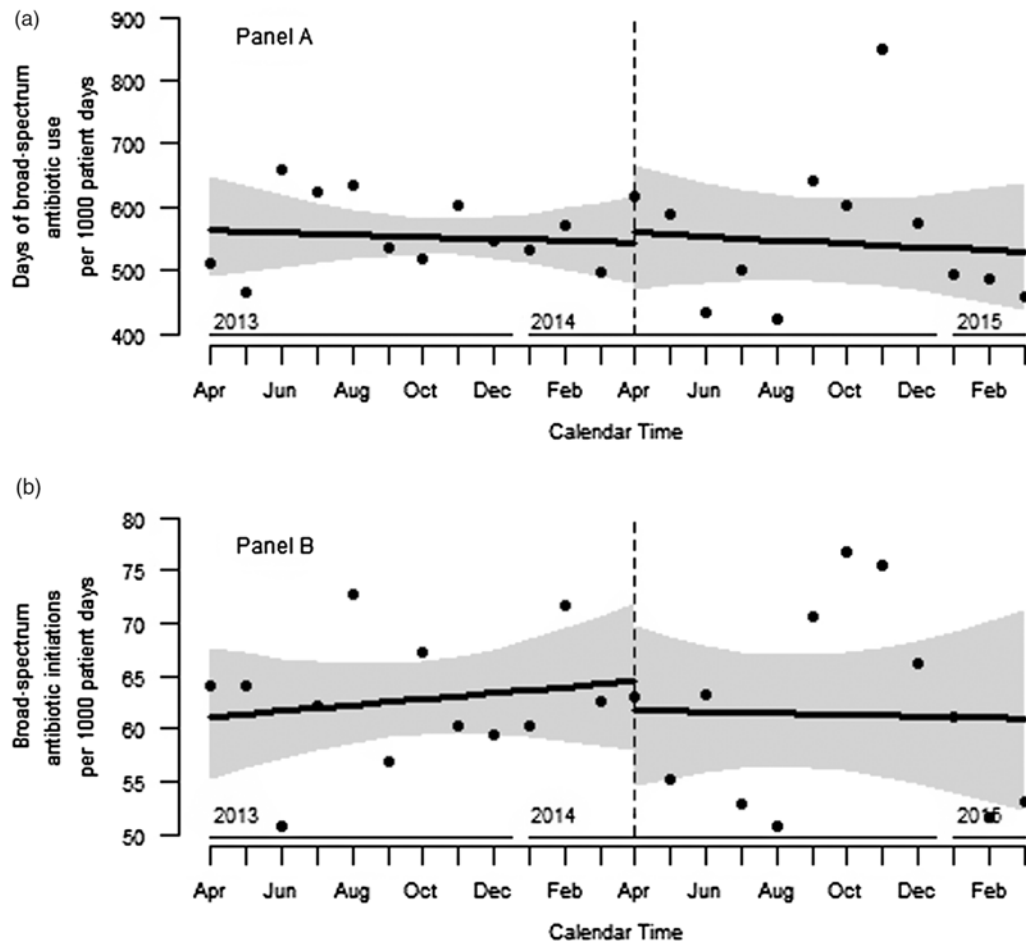 (a)
Panel A
Days of broad-spectrum
antibiotic use
per 1000 patient days
900
800
700
600
500
400
2013
2014
2015
Apr Jun Aug Oct Dec Feb Apr Jun Aug Oct Dec Feb
Calendar Time
(b)
Panel B
Broad-spectrum
antibiotic initiations
per 1000 patient days
80
75
70
65
60
55
50
2013
2014
2015
Apr Jun Aug Oct Dec Feb Apr Jun Aug Oct Dec Feb
Calendar Time